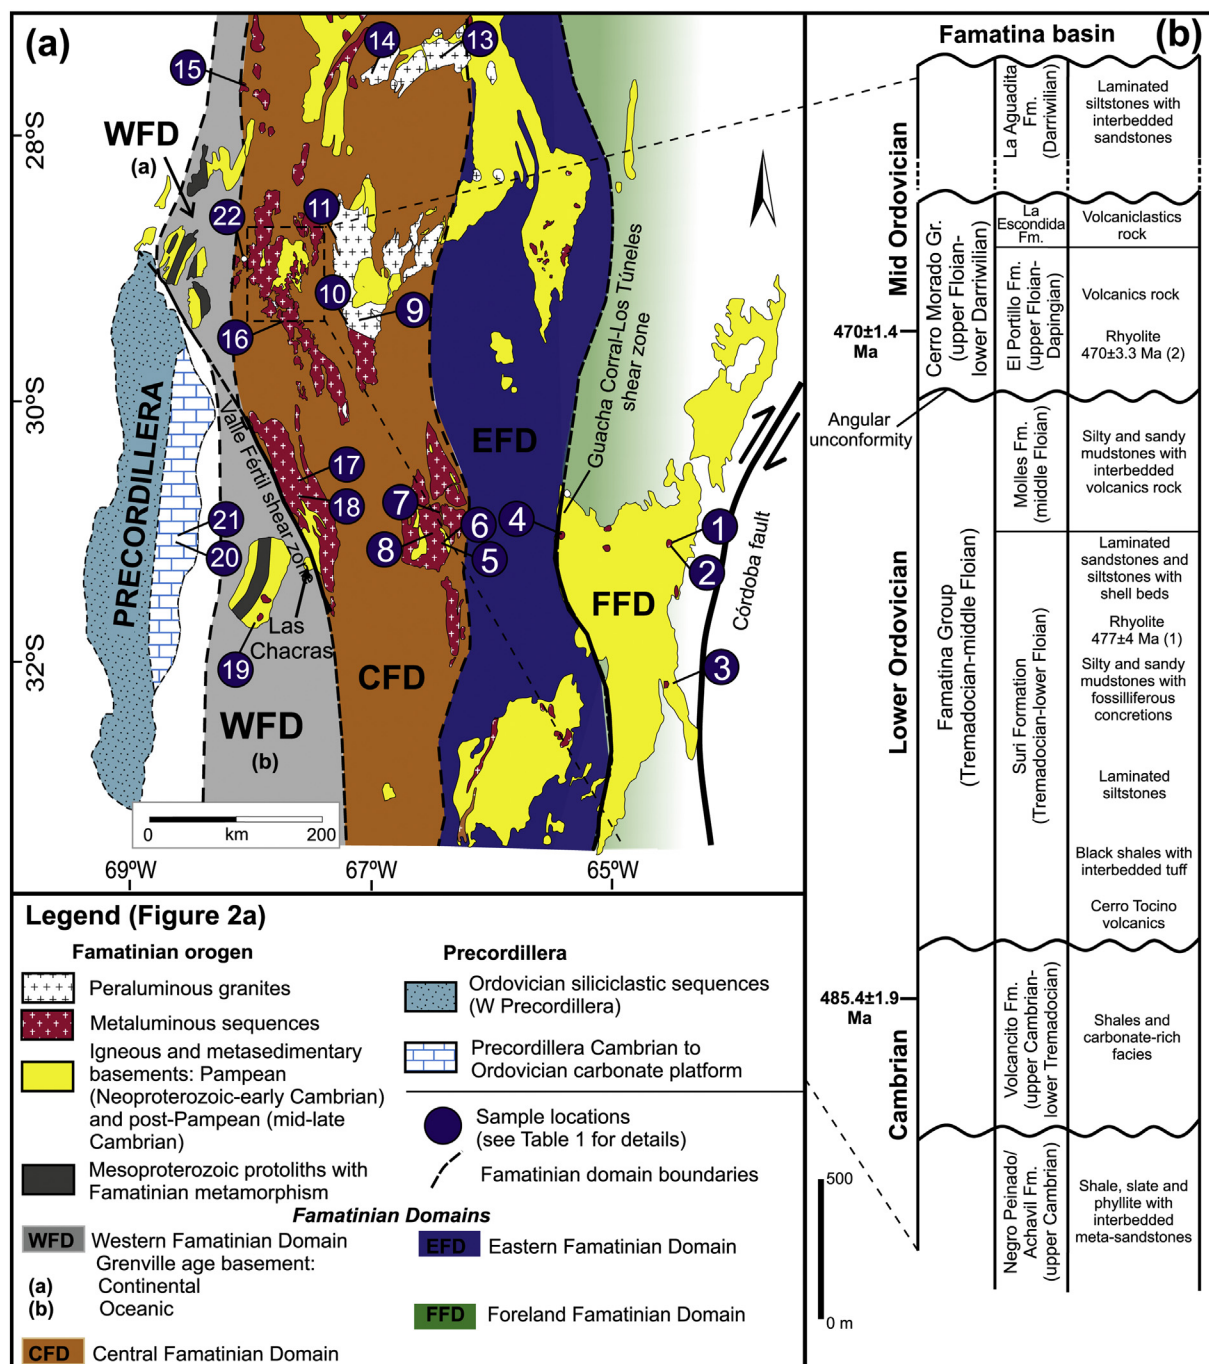 (a)
15
14
13
28ºS
WFD
(a)
22
11
10
9
16
30ºS
PRECORDILLERA
Valle Fértil shear zone
Guacha Corral-Los Túneles
shear zone
EFD
17
18
7
4
1
6
21
8
5
2
20
FFD
Córdoba fault
Las
Chacras
19
3
32ºS
CFD
WFD
(b)
0 km 200
69ºW 67ºW 65ºW
Legend (Figure 2a)
Famatinian orogen
Peraluminous granites
Metaluminous sequences
Igneous and metasedimentary
basements: Pampean
(Neoproterozoic-early Cambrian)
and post-Pampean (mid-late
Cambrian)
Mesoproterozoic protoliths with
Famatinian metamorphism
Precordillera
Ordovician siliciclastic sequences
(W Precordillera)
Precordillera Cambrian to
Ordovician carbonate platform
Sample locations
(see Table 1 for details)
Famatinian domain boundaries
Famatinian Domains
WFD Western Famatinian Domain
Grenville age basement:
(a) Continental
(b) Oceanic
CFD Central Famatinian Domain
EFD Eastern Famatinian Domain
FFD Foreland Famatinian Domain
Famatina basin
(b)
Mid Ordovician
470±1.4
Ma
Angular
unconformity
Lower Ordovician
485.4±1.9
Ma
Cambrian
500
0 m
Cerro Morado Gr.
(upper Floian-
lower Darriwilian)
Famatina Group
(Tremadocian-middle Floian)
La Aguadita
Fm.
(Darriwilian)
La
Escondida
Fm.
El Portillo Fm.
(upper Floian-
Dapingian)
Molles Fm.
(middle Floian)
Suri Formation
(Tremadocian-lower Floian)
Volcancito Fm.
(upper Cambrian-
lower Tremadocian)
Negro Peinado/
Achavil Fm.
(upper Cambrian)
Laminated
siltstones with
interbedded
sandstones
Volcaniclastics
rock
Volcanics rock
Rhyolite
470±3.3 Ma (2)
Silty and sandy
mudstones with
interbedded
volcanics rock
Laminated
sandstones and
siltstones with
shell beds
Rhyolite
477±4 Ma (1)
Silty and sandy
mudstones with
fossilliferous
concretions
Laminated
siltstones
Black shales with
interbedded tuff
Cerro Tocino
volcanics
Shales and
carbonate-rich
facies
Shale, slate and
phyllite with
interbedded
meta-sandstones